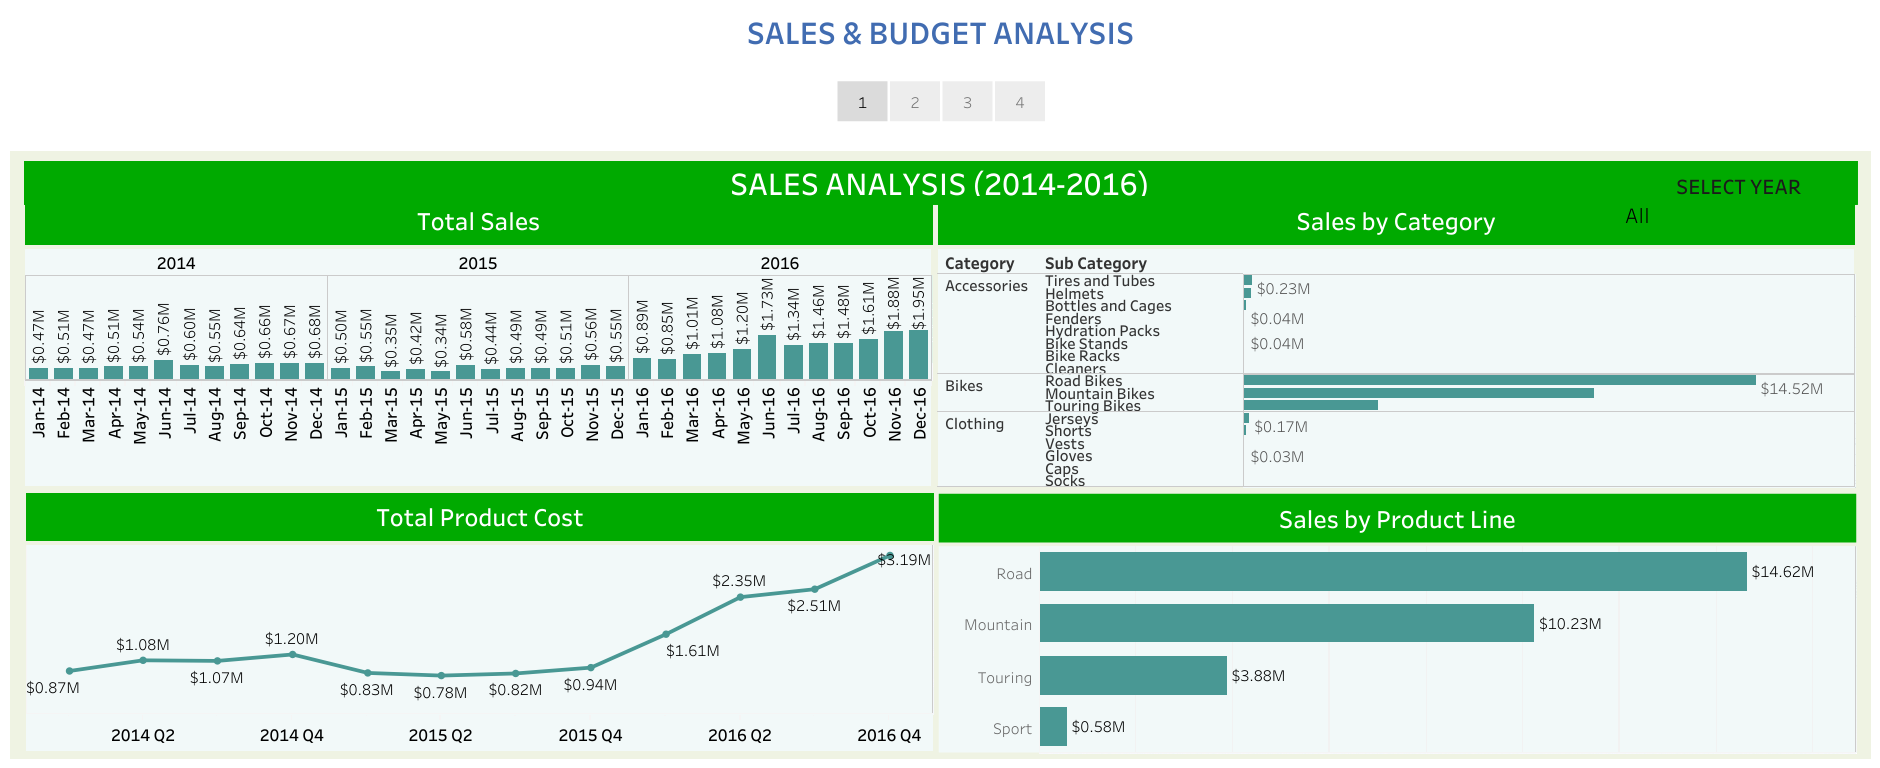 SALES & BUDGET ANALYSIS
1 2 3 4
SALES ANALYSIS (2014-2016)
SELECT YEAR
All
Total Sales
2014 2015 2016
$0.47M $0.51M $0.47M $0.51M $0.54M $0.76M $0.60M $0.55M $0.64M $0.66M $0.67M $0.68M $0.50M $0.55M $0.35M $0.42M $0.34M $0.58M $0.44M $0.49M $0.49M $0.51M $0.56M $0.55M $0.89M $0.85M $1.01M $1.08M $1.20M $1.73M $1.34M $1.46M $1.48M $1.61M $1.88M $1.95M
Jan-14 Feb-14 Mar-14 Apr-14 May-14 Jun-14 Jul-14 Aug-14 Sep-14 Oct-14 Nov-14 Dec-14 Jan-15 Feb-15 Mar-15 Apr-15 May-15 Jun-15 Jul-15 Aug-15 Sep-15 Oct-15 Nov-15 Dec-15 Jan-16 Feb-16 Mar-16 Apr-16 May-16 Jun-16 Jul-16 Aug-16 Sep-16 Oct-16 Nov-16 Dec-16
Sales by Category
Category Sub Category
Accessories Tires and Tubes
Helmets $0.23M
Bottles and Cages
Fenders $0.04M
Hydration Packs
Bike Stands $0.04M
Bike Racks
Cleaners
Bikes Road Bikes $14.52M
Mountain Bikes
Touring Bikes
Clothing Jerseys
Shorts $0.17M
Vests
Gloves $0.03M
Caps
Socks
Total Product Cost
$0.87M $1.08M $1.07M $1.20M $0.83M $0.78M $0.82M $0.94M $1.61M $2.35M $2.51M $3.19M
2014 Q2 2014 Q4 2015 Q2 2015 Q4 2016 Q2 2016 Q4
Sales by Product Line
Road $14.62M
Mountain $10.23M
Touring $3.88M
Sport $0.58M